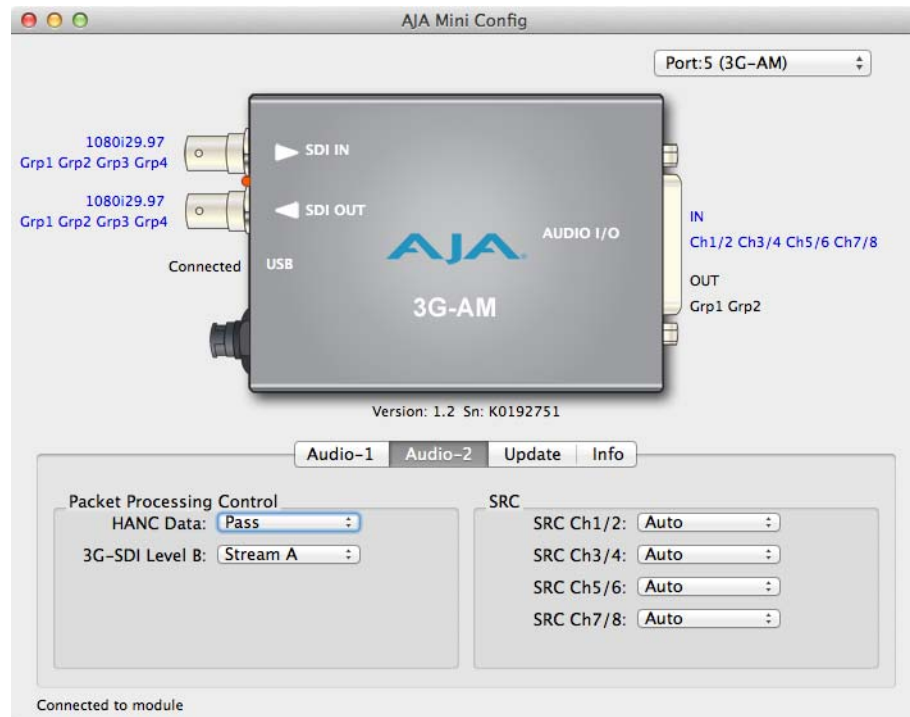 AJA Mini Config
Port:5 (3G-AM)
1080i29.97
Grp1 Grp2 Grp3 Grp4
SDI IN
1080i29.97
Grp1 Grp2 Grp3 Grp4
SDI OUT
Connected
USB
AUDIO I/O
AJA
3G-AM
IN
Ch1/2 Ch3/4 Ch5/6 Ch7/8
OUT
Grp1 Grp2
Version: 1.2 Sn: K0192751
Audio-1 Audio-2 Update Info
Packet Processing Control
HANC Data: Pass
3G-SDI Level B: Stream A
SRC
SRC Ch1/2: Auto
SRC Ch3/4: Auto
SRC Ch5/6: Auto
SRC Ch7/8: Auto
Connected to module